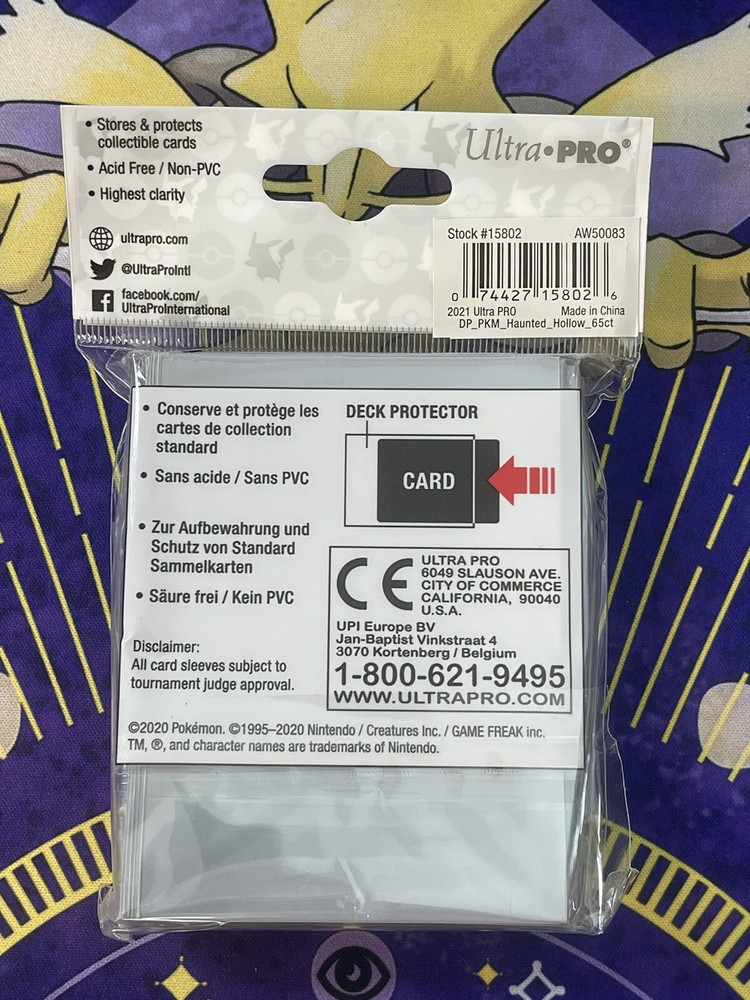 • Stores & protects
collectible cards
• Acid Free / Non-PVC
• Highest clarity
ultrapro.com
@UltraProIntl
facebook.com/
UltraProInternational
Ultra•PRO®
Stock #15802 AW50083
0 74427 15802 6
2021 Ultra PRO Made in China
DP_PKM_Haunted_Hollow_65ct
• Conserve et protège les
cartes de collection
standard
• Sans acide / Sans PVC
• Zur Aufbewahrung und
Schutz von Standard
Sammelkarten
• Säure frei / Kein PVC
Disclaimer:
All card sleeves subject to
tournament judge approval.
DECK PROTECTOR
CARD
CE
ULTRA PRO
6049 SLAUSON AVE.
CITY OF COMMERCE
CALIFORNIA, 90040
U.S.A.
UPI Europe BV
Jan-Baptist Vinkstraat 4
3070 Kortenberg / Belgium
1-800-621-9495
WWW.ULTRAPRO.COM
©2020 Pokémon. ©1995–2020 Nintendo / Creatures Inc. / GAME FREAK inc.
TM, ®, and character names are trademarks of Nintendo.